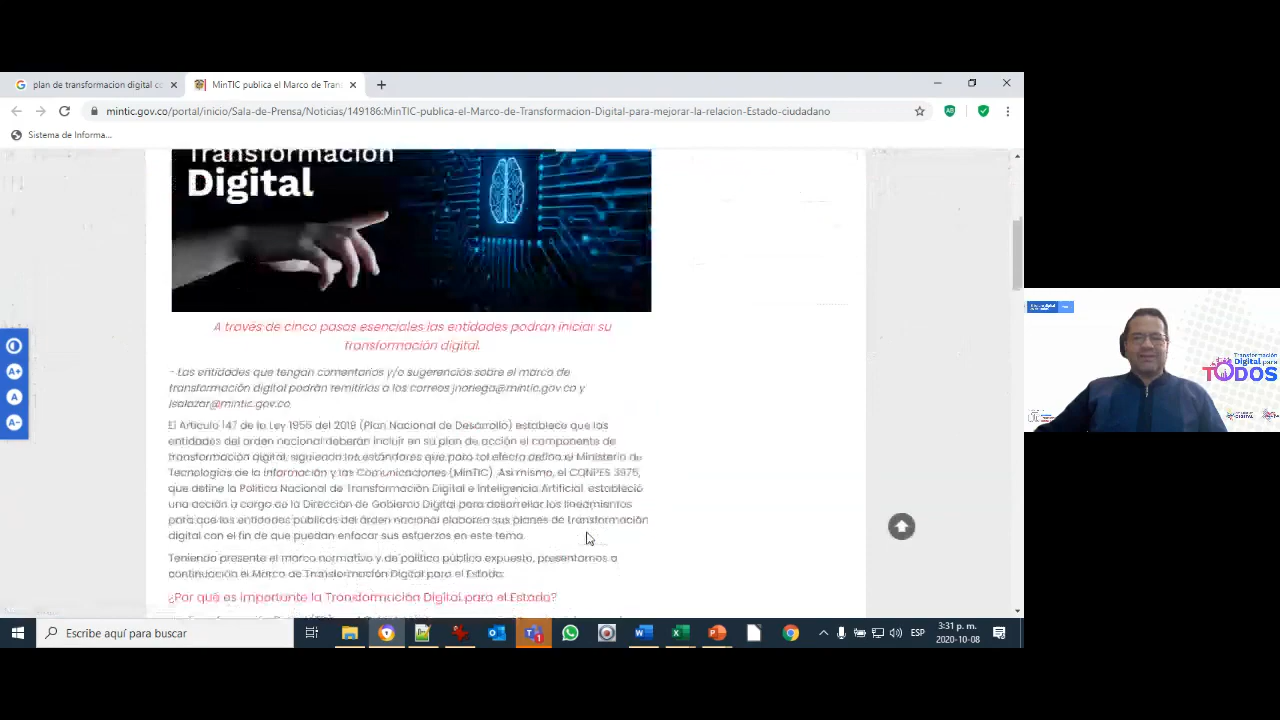 plan de transformacion digital co
MinTIC publica el Marco de Tran
mintic.gov.co/portal/inicio/Sala-de-Prensa/Noticias/149186:MinTIC-publica-el-Marco-de-Transformacion-Digital-para-mejorar-la-relacion-Estado-ciudadano
Sistema de Informa...
Transformación
Digital
A través de cinco pasos esenciales las entidades podrán iniciar su
transformación digital.
- Las entidades que tengan comentarios y/o sugerencias sobre el marco de
transformación digital podrán remitirlos a los correos jnoriega@mintic.gov.co y
jsalazar@mintic.gov.co
El Artículo 147 de la Ley 1955 del 2019 (Plan Nacional de Desarrollo) establece que las
entidades del orden nacional deberán incluir en su plan de acción el componente de
transformación digital, siguiendo los estándares que para tal efecto defina el Ministerio de
Tecnologías de la Información y las Comunicaciones (MinTIC). Así mismo, el CONPES 3975,
que define la Política Nacional de Transformación Digital e Inteligencia Artificial, estableció
una acción a cargo de la Dirección de Gobierno Digital para desarrollar los lineamientos
para que las entidades públicas del orden nacional elaboren sus planes de transformación
digital con el fin de que puedan enfocar sus esfuerzos en este tema.
Teniendo presente el marco normativo y de política pública expuesto, presentamos a
continuación el Marco de Transformación Digital para el Estado:
¿Por qué es importante la Transformación Digital para el Estado?
A+
A
A-
Transformación
Digital para
TODOS
Escribe aquí para buscar
ESP
3:31 p. m.
2020-10-08